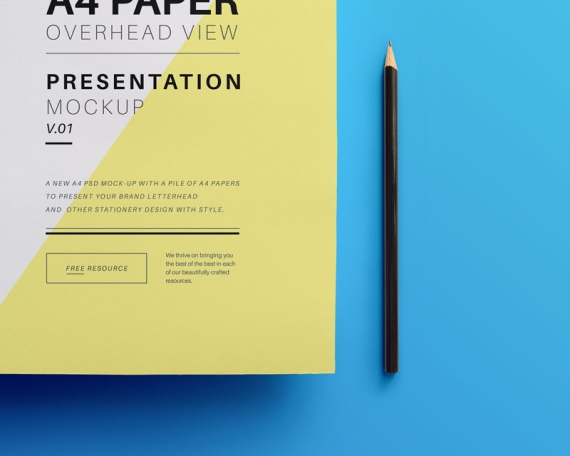 A4 PAPER
OVERHEAD VIEW
PRESENTATION
MOCKUP
V.01
A NEW A4 PSD MOCK-UP WITH A PILE OF A4 PAPERS
TO PRESENT YOUR BRAND LETTERHEAD
AND OTHER STATIONERY DESIGN WITH STYLE.
FREE RESOURCE
We thrive on bringing you
the best of the best in each
of our beautifully crafted
resources.